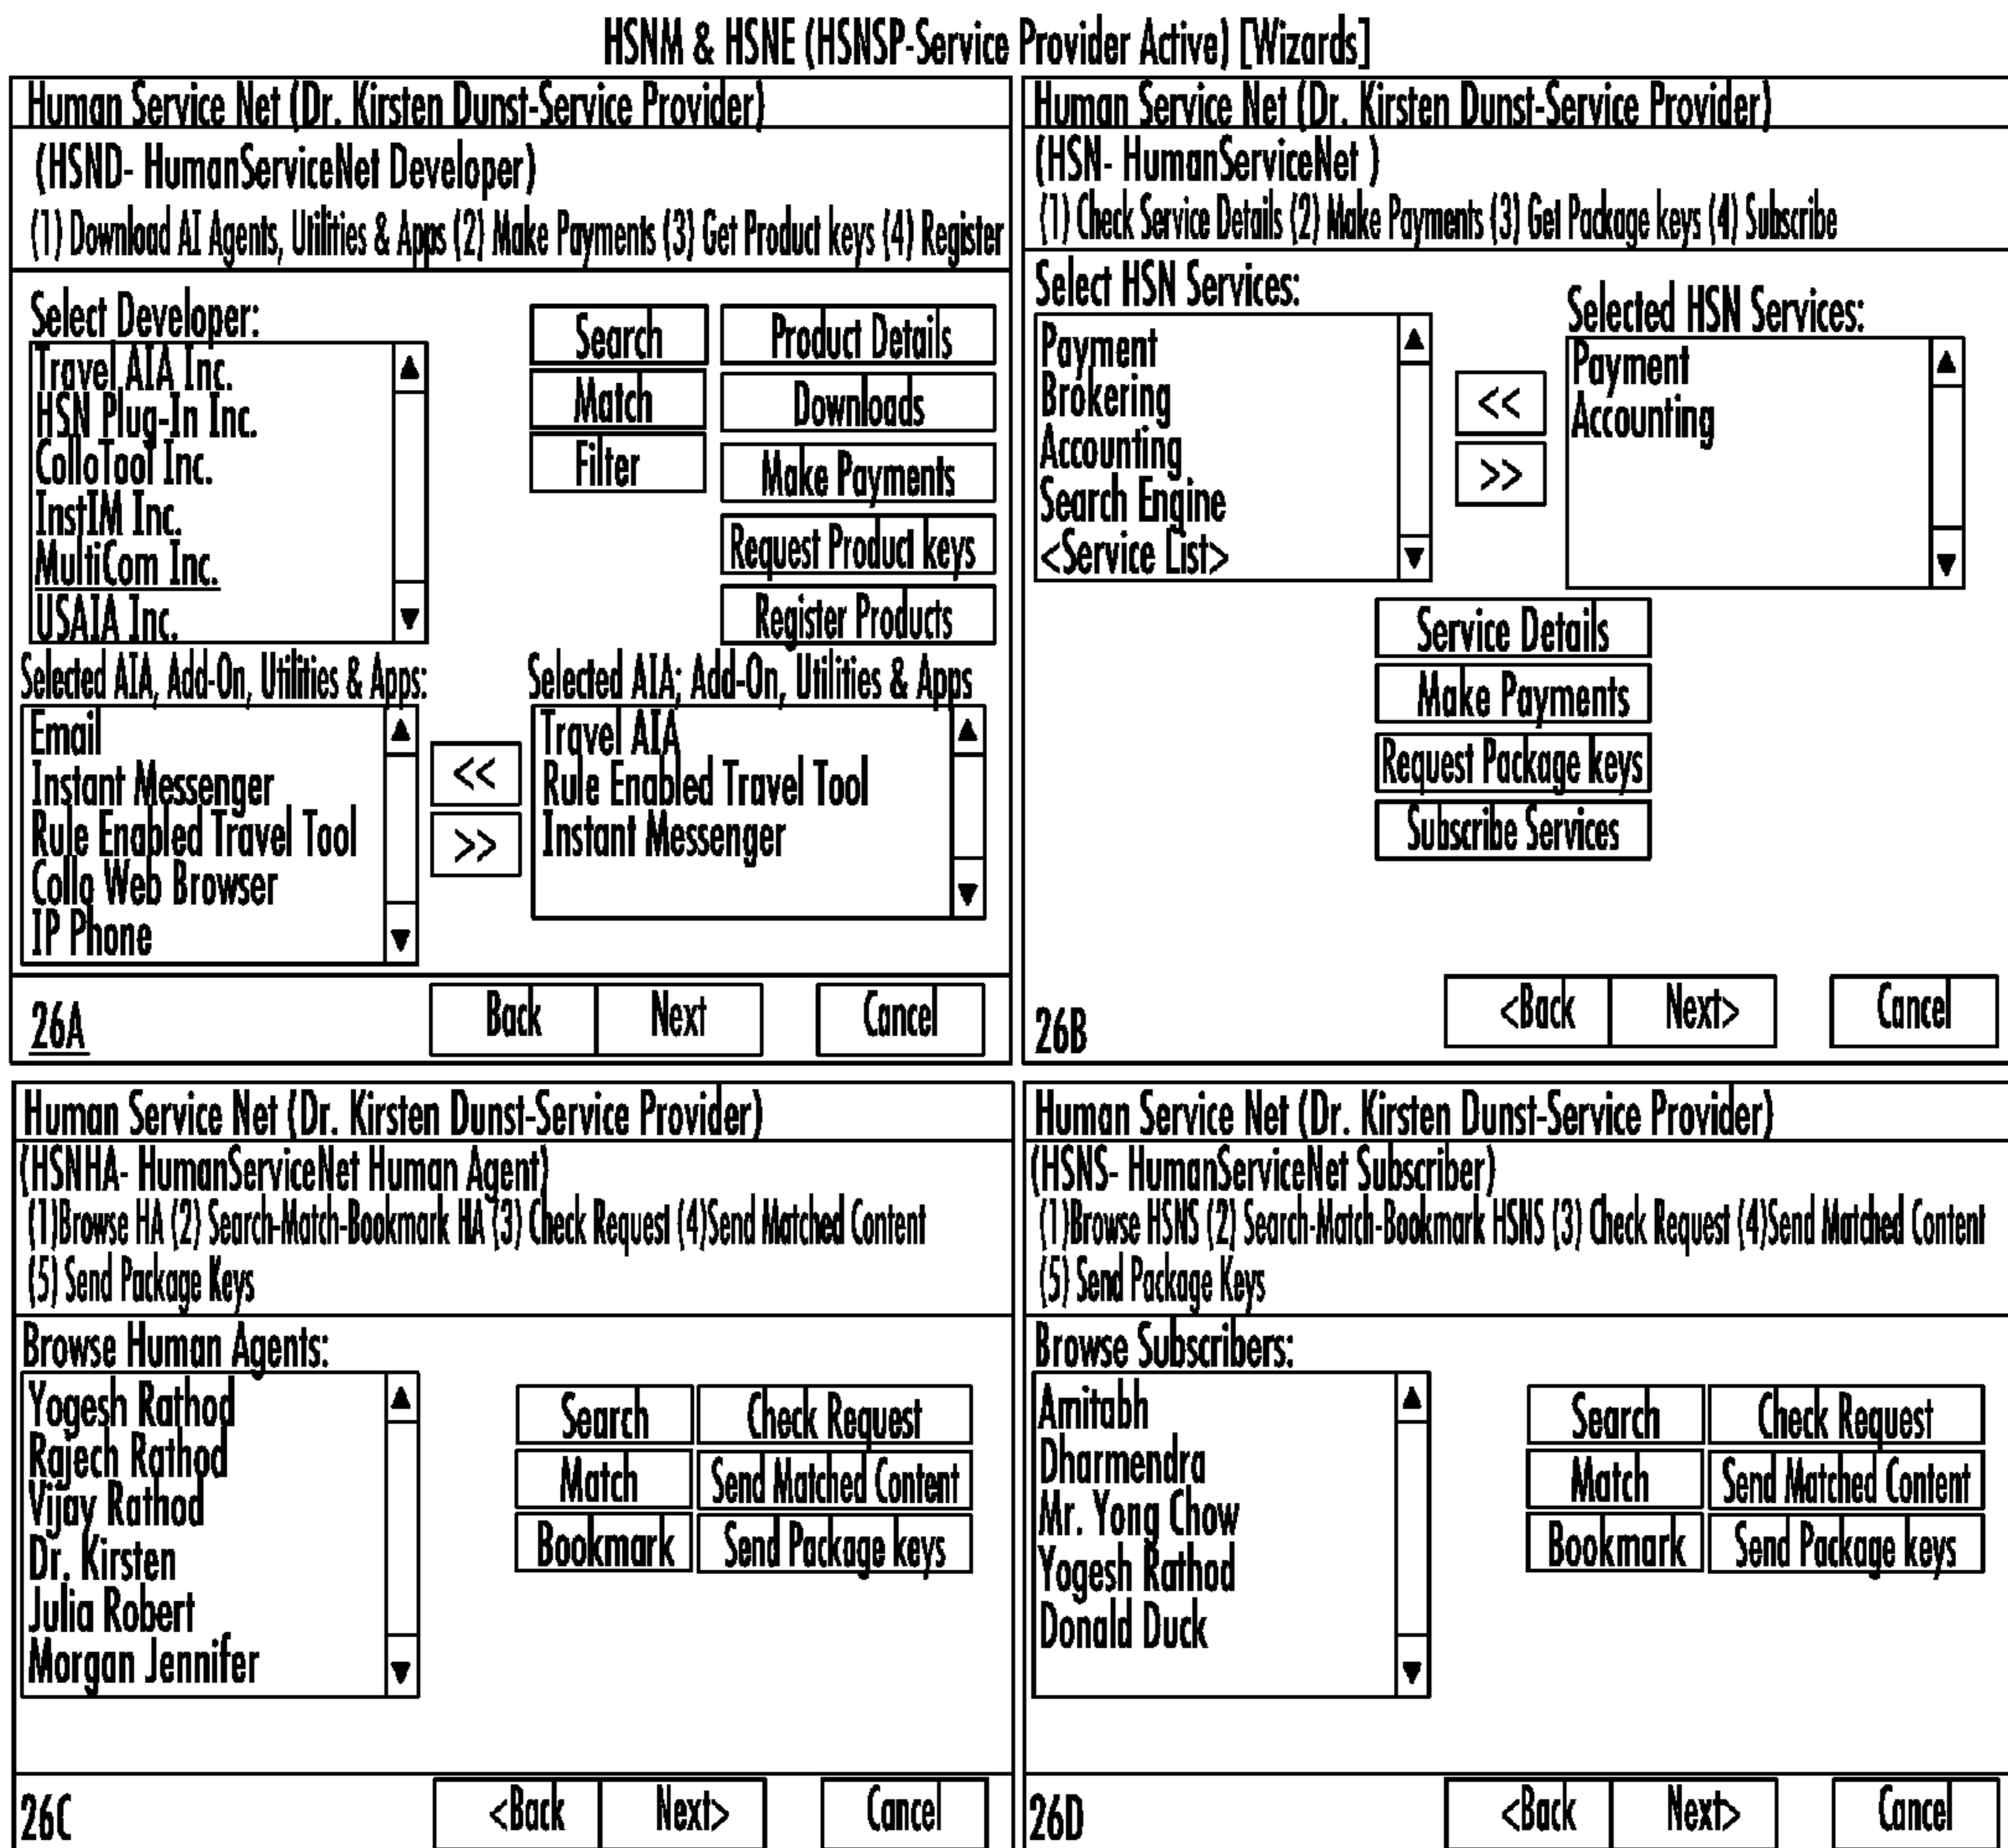 HSNM & HSNE (HSNSP-Service Provider Active) [Wizards]
Human Service Net (Dr. Kirsten Dunst-Service Provider)
(HSND- HumanServiceNet Developer)
(1) Download AI Agents, Utilities & Apps (2) Make Payments (3) Get Product keys (4) Register
Select Developer:
Travel AIA Inc.
HSN Plug-In Inc.
ColloTool Inc.
InstIM Inc.
MultiCom Inc.
USAIA Inc.
Search
Match
Filter
Product Details
Downloads
Make Payments
Request Product keys
Register Products
Selected AIA, Add-On, Utilities & Apps:
Email
Instant Messenger
Rule Enabled Travel Tool
Collo Web Browser
IP Phone
<<
>>
Selected AIA; Add-On, Utilities & Apps
Travel AIA
Rule Enabled Travel Tool
Instant Messenger
26A
Back
Next
Cancel
Human Service Net (Dr. Kirsten Dunst-Service Provider)
(HSN- HumanServiceNet )
(1) Check Service Details (2) Make Payments (3) Get Package keys (4) Subscribe
Select HSN Services:
Payment
Brokering
Accounting
Search Engine
<Service List>
<<
>>
Selected HSN Services:
Payment
Accounting
Service Details
Make Payments
Request Package keys
Subscribe Services
26B
<Back
Next>
Cancel
Human Service Net (Dr. Kirsten Dunst-Service Provider)
(HSNHA- HumanServiceNet Human Agent)
(1)Browse HA (2) Search-Match-Bookmark HA (3) Check Request (4)Send Matched Content
(5) Send Package Keys
Browse Human Agents:
Yogesh Rathod
Rajech Rathod
Vijay Rathod
Dr. Kirsten
Julia Robert
Morgan Jennifer
Search
Match
Bookmark
Check Request
Send Matched Content
Send Package keys
26C
<Back
Next>
Cancel
Human Service Net (Dr. Kirsten Dunst-Service Provider)
(HSNS- HumanServiceNet Subscriber)
(1)Browse HSNS (2) Search-Match-Bookmark HSNS (3) Check Request (4)Send Matched Content
(5) Send Package Keys
Browse Subscribers:
Amitabh
Dharmendra
Mr. Yong Chow
Yogesh Rathod
Donald Duck
Search
Match
Bookmark
Check Request
Send Matched Content
Send Package keys
26D
<Back
Next>
Cancel